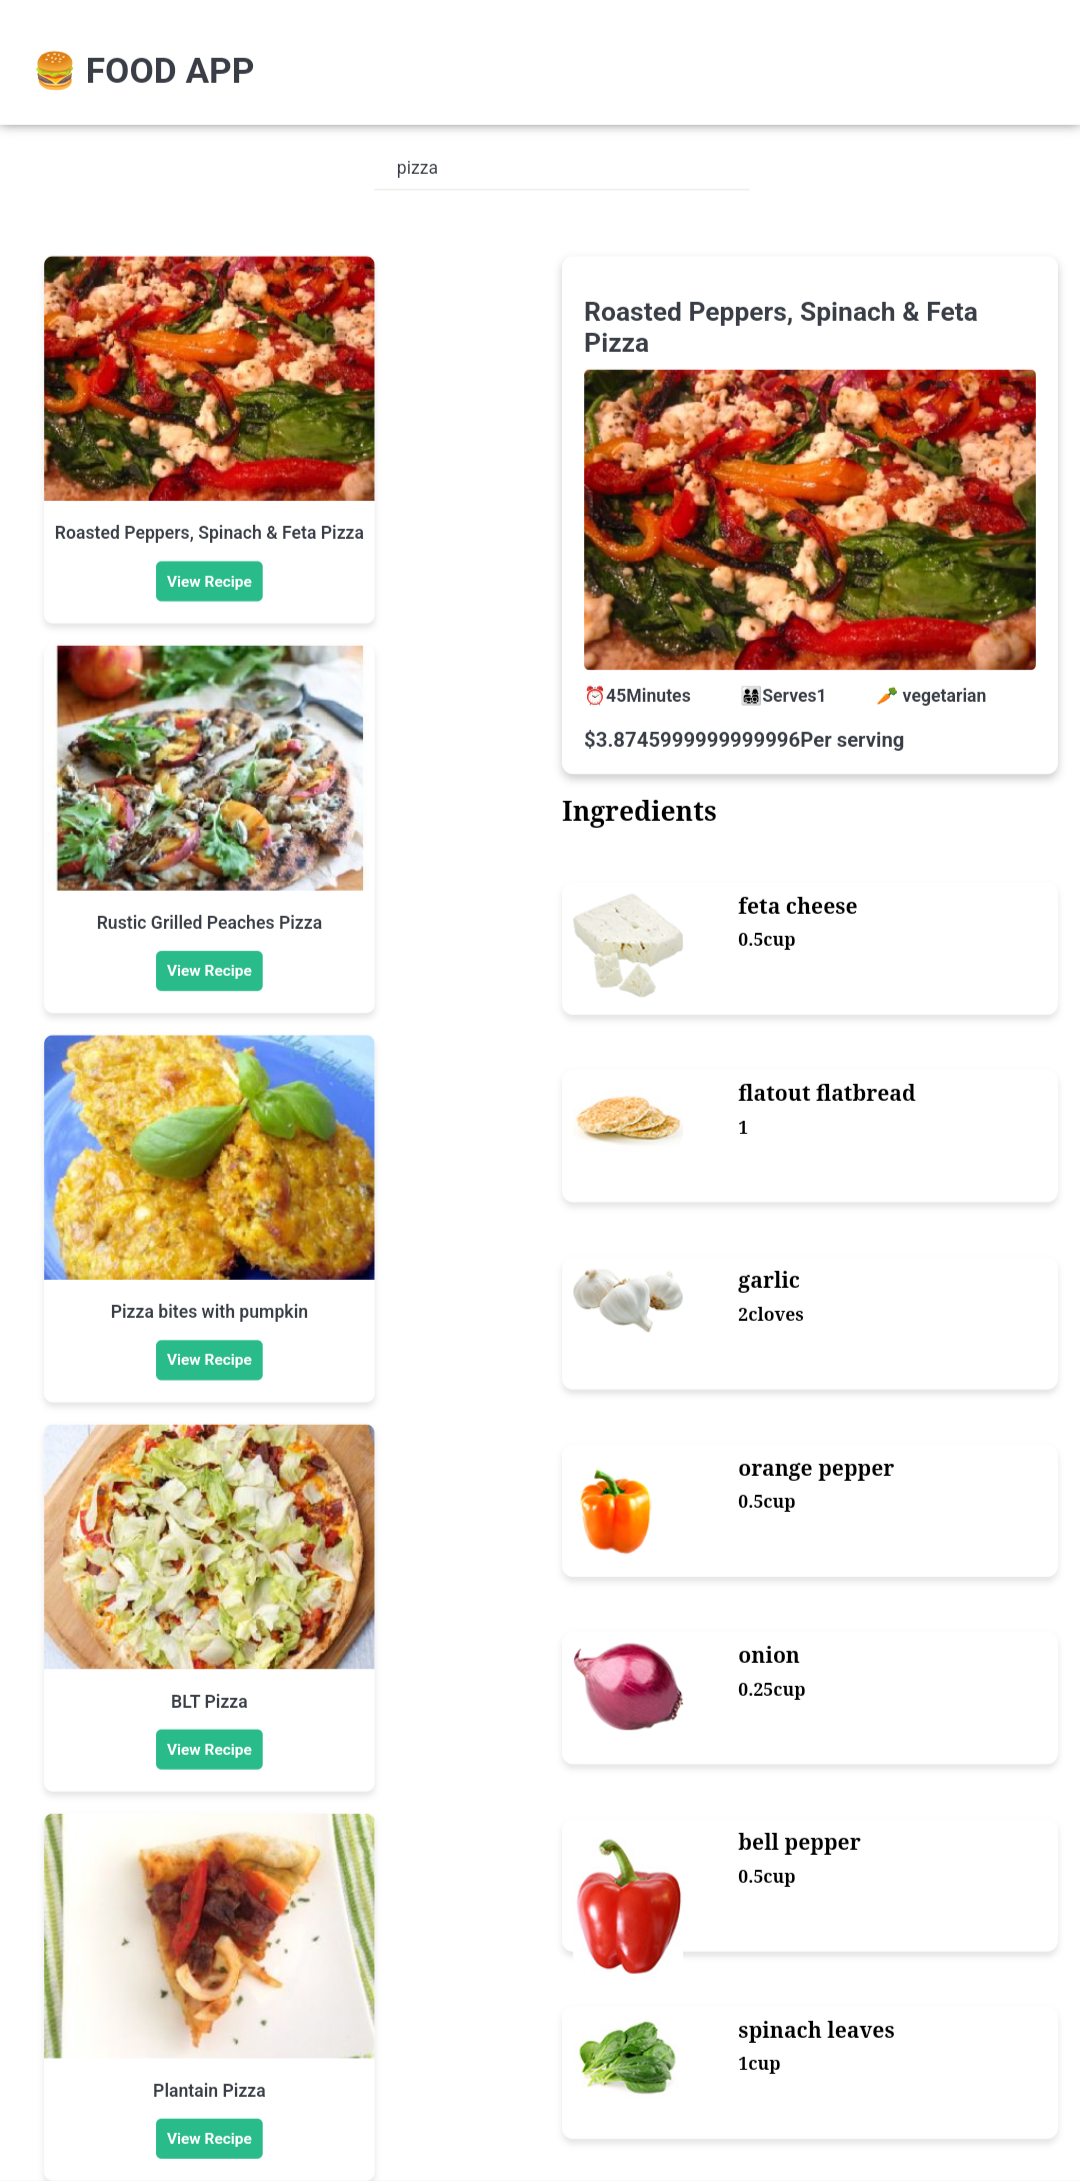 🍔 FOOD APP
pizza
Roasted Peppers, Spinach & Feta Pizza
View Recipe
Rustic Grilled Peaches Pizza
View Recipe
Pizza bites with pumpkin
View Recipe
BLT Pizza
View Recipe
Plantain Pizza
View Recipe
Roasted Peppers, Spinach & Feta
Pizza
⏰45Minutes 👨‍👩‍👧‍👦Serves1 🥕 vegetarian
$3.8745999999999996Per serving
Ingredients
feta cheese
0.5cup
flatout flatbread
1
garlic
2cloves
orange pepper
0.5cup
onion
0.25cup
bell pepper
0.5cup
spinach leaves
1cup